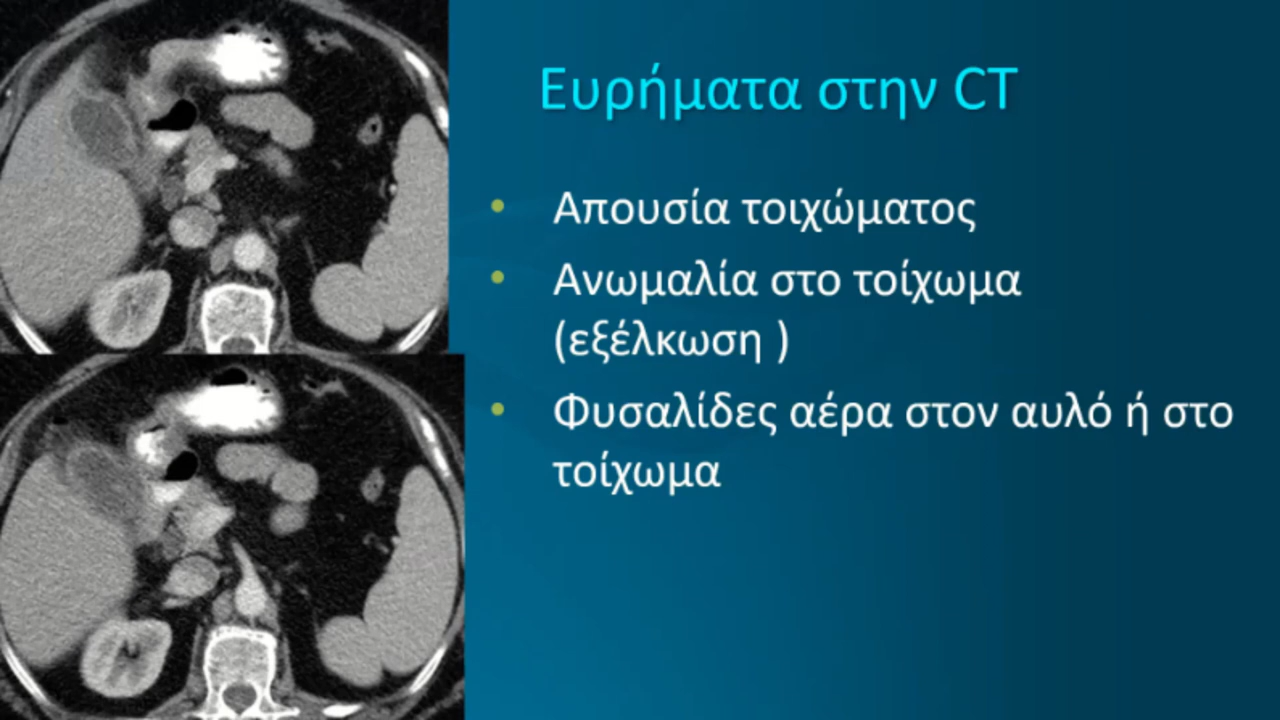 Ευρήματα στην CT
• Απουσία τοιχώματος
• Ανωμαλία στο τοίχωμα
(εξέλκωση )
• Φυσαλίδες αέρα στον αυλό ή στο
τοίχωμα